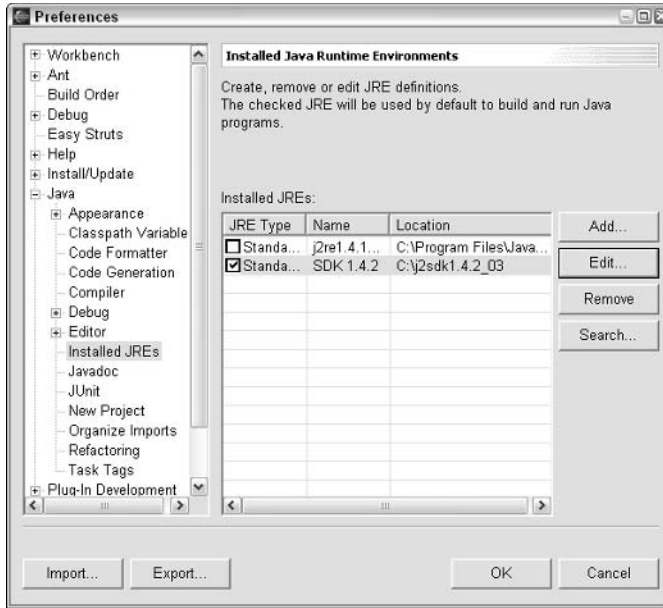 Preferences
Workbench
Ant
Build Order
Debug
Easy Struts
Help
Install/Update
Java
Appearance
Classpath Variable
Code Formatter
Code Generation
Compiler
Debug
Editor
Installed JREs
Javadoc
JUnit
New Project
Organize Imports
Refactoring
Task Tags
Plug-In Development
Installed Java Runtime Environments
Create, remove or edit JRE definitions.
The checked JRE will be used by default to build and run Java
programs.
Installed JREs:
JRE Type Name Location
Standa... j2re1.4.1... C:\Program Files\Java...
Standa... SDK 1.4.2 C:\j2sdk1.4.2_03
Add...
Edit...
Remove
Search...
Import... Export... OK Cancel